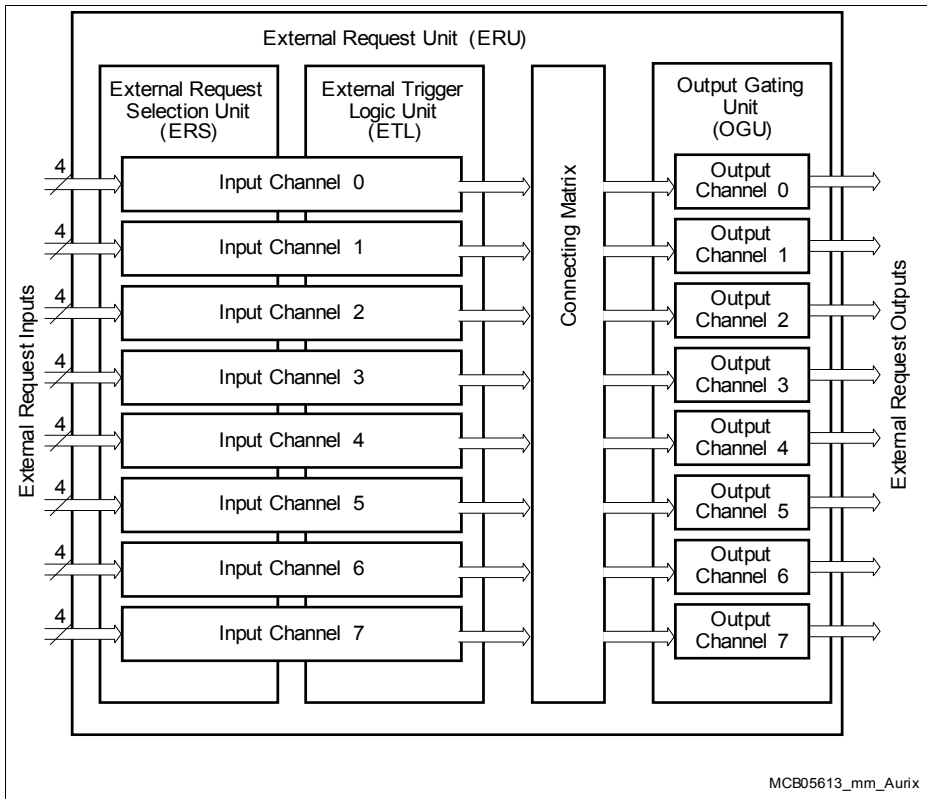 External Request Unit (ERU)
External Request
Selection Unit
(ERS)
External Trigger
Logic Unit
(ETL)
Output Gating
Unit
(OGU)
External Request Inputs
Connecting Matrix
External Request Outputs
4
Input Channel 0
Output
Channel 0
4
Input Channel 1
Output
Channel 1
4
Input Channel 2
Output
Channel 2
4
Input Channel 3
Output
Channel 3
4
Input Channel 4
Output
Channel 4
4
Input Channel 5
Output
Channel 5
4
Input Channel 6
Output
Channel 6
4
Input Channel 7
Output
Channel 7
MCB05613_mm_Aurix